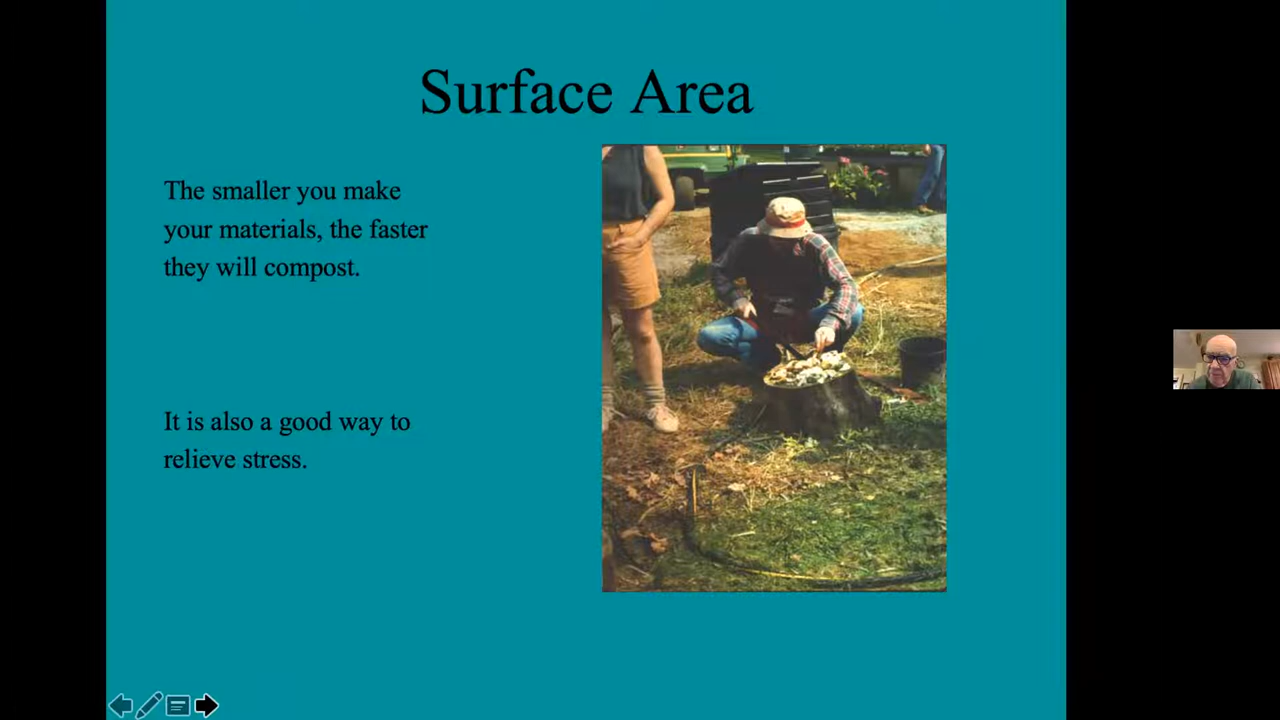 Surface Area
The smaller you make
your materials, the faster
they will compost.
It is also a good way to
relieve stress.